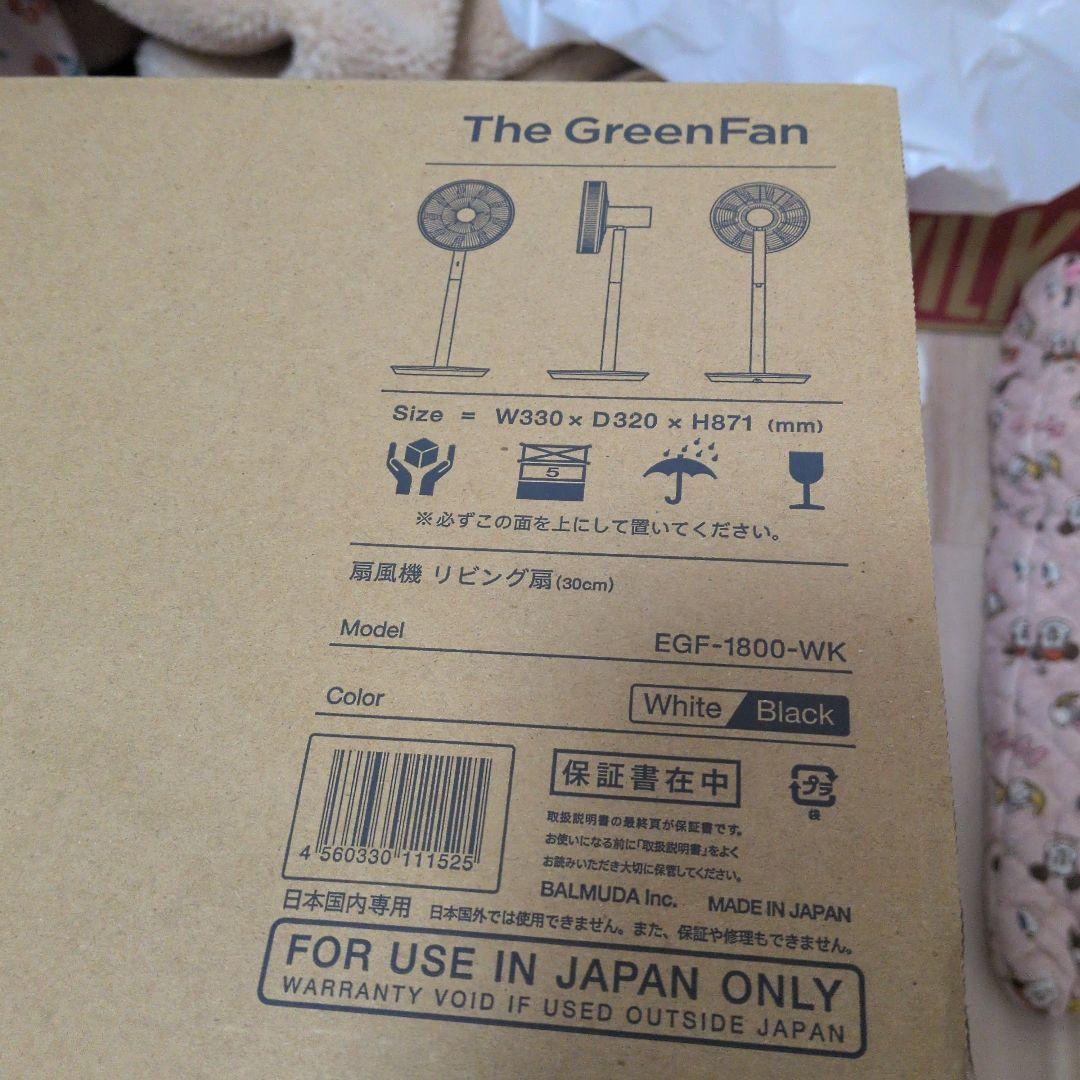 The GreenFan
Size = W330 × D320 × H871 (mm)
5
※必ずこの面を上にして置いてください。
扇風機 リビング扇(30cm)
Model EGF-1800-WK
Color White Black
保証書在中
プラ
袋
取扱説明書の最終頁が保証書です。
お使いになる前に「取扱説明書」をよく
お読みいただき大切に保管してください。
4 560330 111525
BALMUDA Inc. MADE IN JAPAN
日本国内専用 日本国外では使用できません。また、保証や修理もできません。
FOR USE IN JAPAN ONLY
WARRANTY VOID IF USED OUTSIDE JAPAN